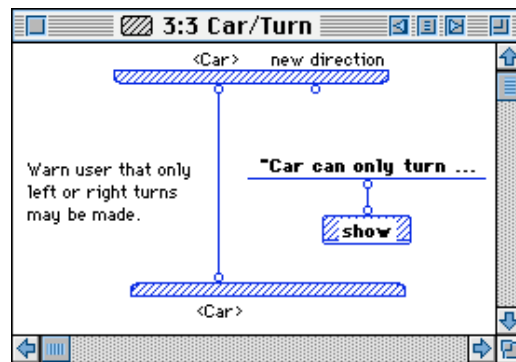 3:3 Car/Turn
<Car> new direction
Warn user that only
left or right turns
may be made.
"Car can only turn ...
show
<Car>